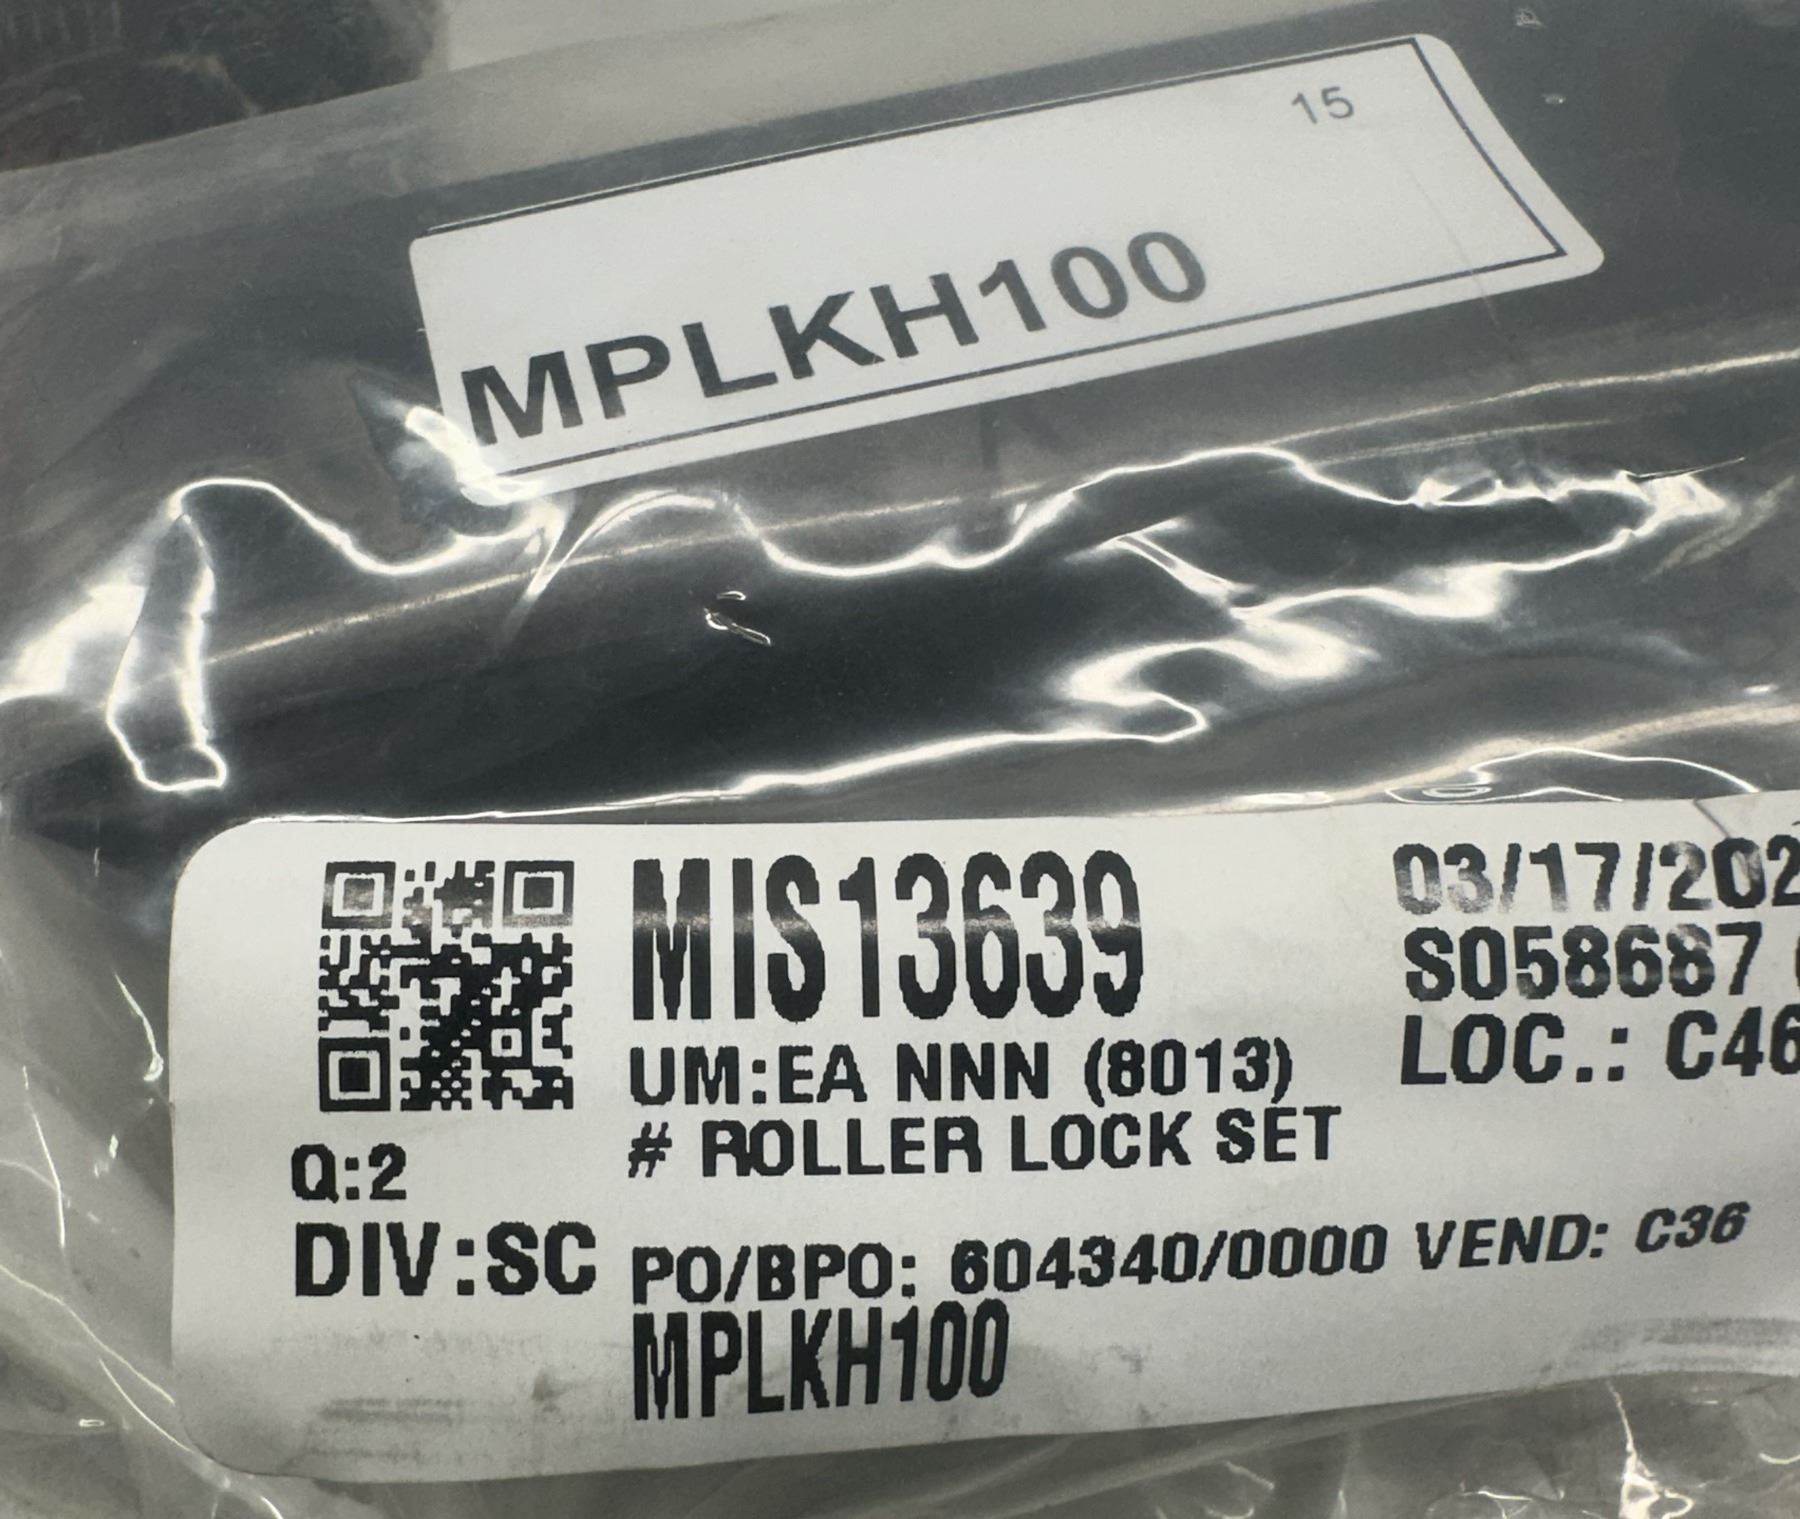 15
MPLKH100
MIS13639
03/17/202
S058687
UM:EA NNN (8013)
LOC.: C46
# ROLLER LOCK SET
Q:2
DIV:SC
PO/BPO: 604340/0000 VEND: C36
MPLKH100